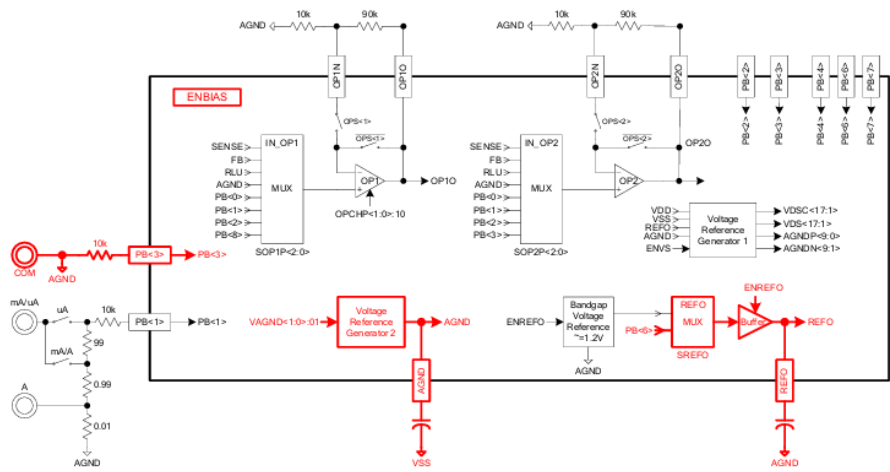 10k
90k
10k
90k
AGND
AGND
OP1N
OP1O
OP2N
OP2O
PB<2>
PB<3>
PB<4>
PB<6>
PB<7>
ENBIAS
OPS<1>
OPS<1>
OPS<2>
OPS<2>
PB<2>
PB<3>
PB<4>
PB<6>
PB<7>
SENSE
FB
RLU
AGND
PB<0>
PB<1>
PB<2>
PB<8>
IN_OP1
MUX
SOP1P<2:0>
-
+
OP1
OP1O
OPCHP<1:0>:10
SENSE
FB
RLU
AGND
PB<0>
PB<1>
PB<2>
PB<3>
IN_OP2
MUX
SOP2P<2:0>
-
+
OP2
OP2O
VDD
VSS
REFO
AGND
ENVS
Voltage
Reference
Generator 1
VDSC<17:1>
VDS<17:1>
AGNDP<9:0>
AGNDN<9:1>
COM
AGND
10k
PB<3>
PB<3>
mA/uA
uA
10k
PB<1>
PB<1>
mA/A
99
0.99
A
0.01
AGND
VAGND<1:0>:01
Voltage
Reference
Generator 2
AGND
AGND
VSS
ENREFO
Bandgap
Voltage
Reference
~=1.2V
AGND
PB<6>
REFO
MUX
SREFO
ENREFO
Buffer
REFO
REFO
AGND